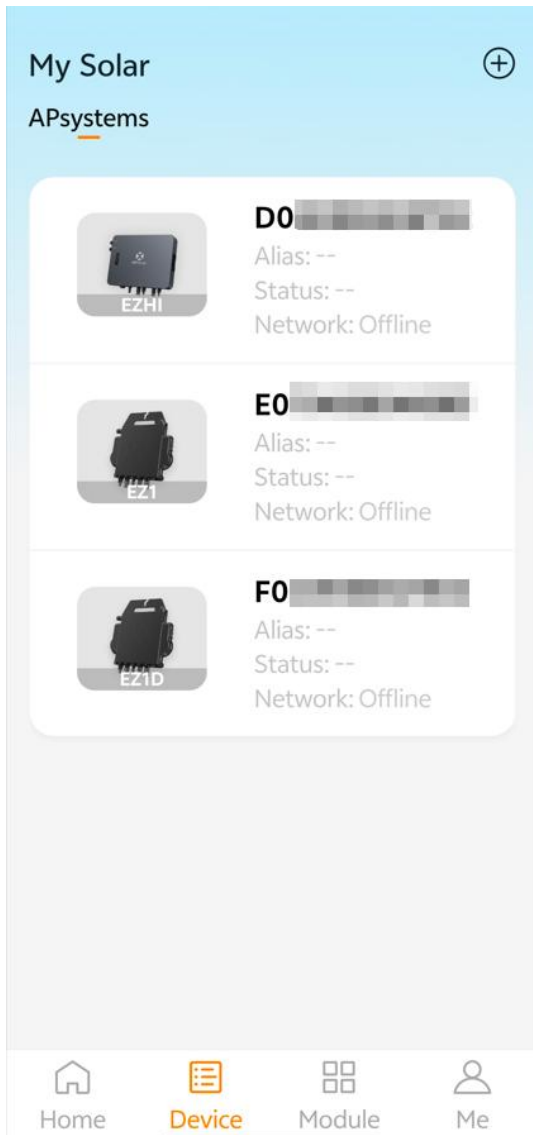 My Solar
APsystems
D0
Alias: --
Status: --
Network: Offline
EZHI
E0
Alias: --
Status: --
Network: Offline
EZ1
F0
Alias: --
Status: --
Network: Offline
EZ1D
Home
Device
Module
Me